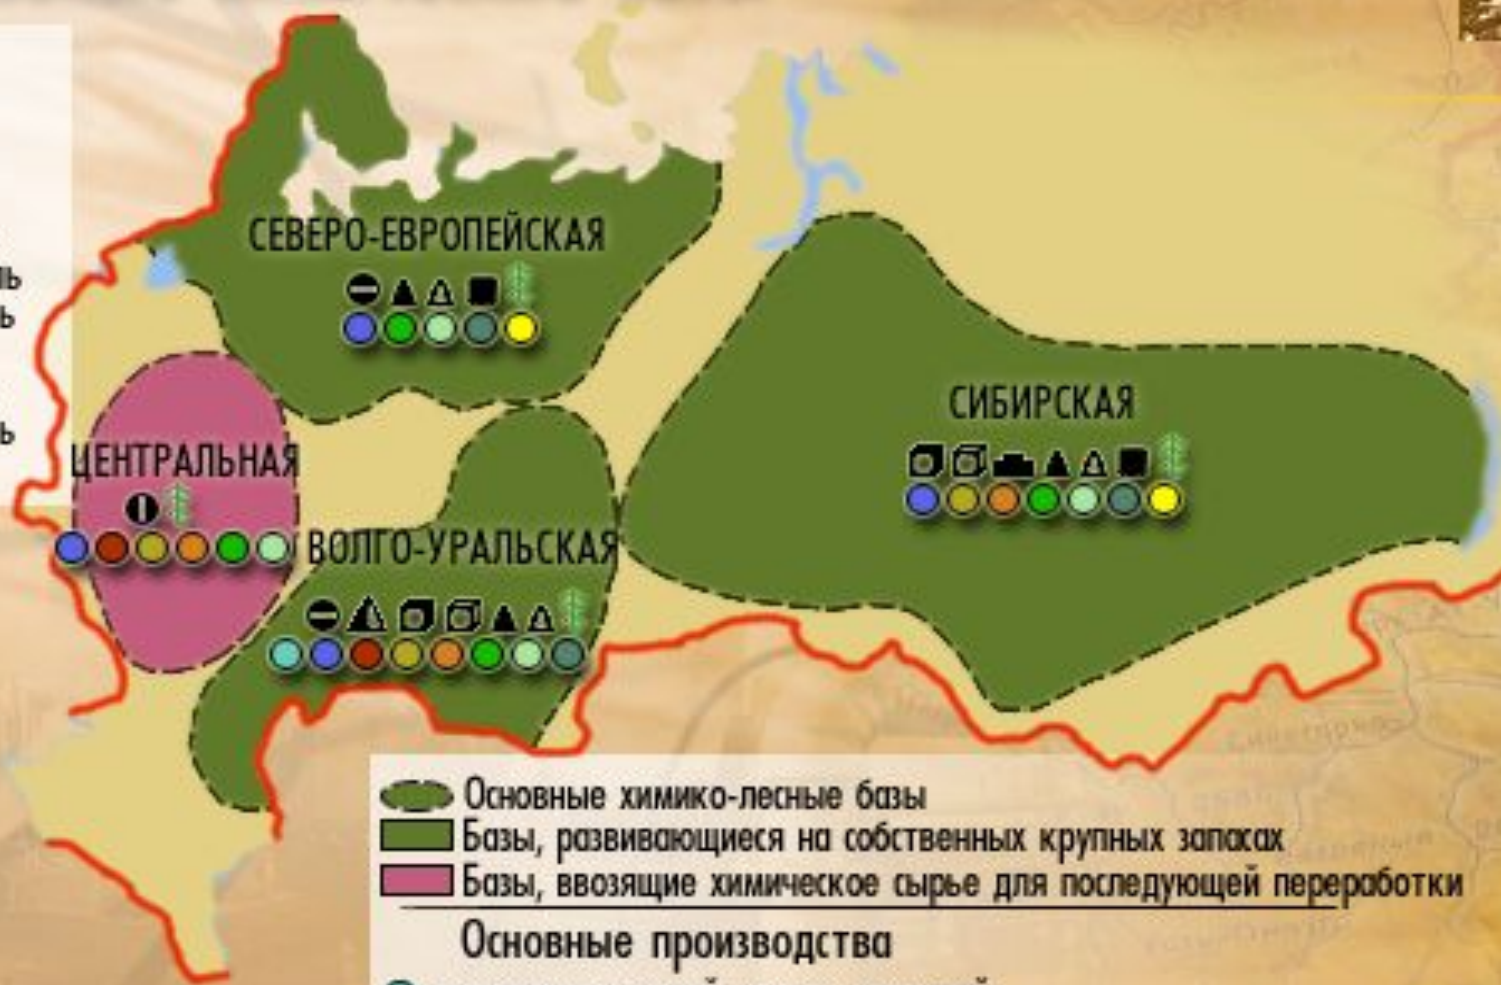 СЕВЕРО-ЕВРОПЕЙСКАЯ
ль
ь
СИБИРСКАЯ
ь
ЦЕНТРАЛЬНАЯ
ВОЛГО-УРАЛЬСКАЯ
Основные химико-лесные базы
Базы, развивающиеся на собственных крупных запасах
Базы, ввозящие химическое сырье для последующей переработки
Основные производства